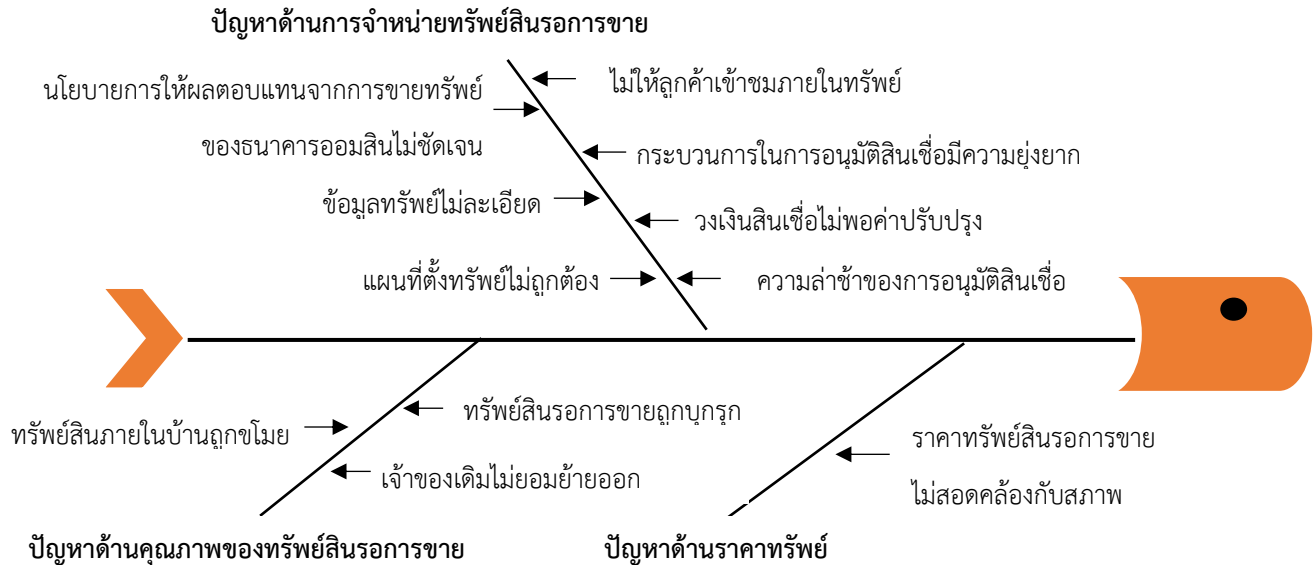 ปัญหาด้านการจำหน่ายทรัพย์สินรอการขาย
ไม่ให้ลูกค้าเข้าชมภายในทรัพย์
นโยบายการให้ผลตอบแทนจากการขายทรัพย์
ของธนาคารออมสินไม่ชัดเจน
กระบวนการในการอนุมัติสินเชื่อมีความยุ่งยาก
ข้อมูลทรัพย์ไม่ละเอียด
วงเงินสินเชื่อไม่พอค่าปรับปรุง
แผนที่ตั้งทรัพย์ไม่ถูกต้อง
ความล่าช้าของการอนุมัติสินเชื่อ
ทรัพย์สินรอการขายถูกบุกรุก
ทรัพย์สินภายในบ้านถูกขโมย
เจ้าของเดิมไม่ยอมย้ายออก
ราคาทรัพย์สินรอการขาย
ไม่สอดคล้องกับสภาพ
ปัญหาด้านคุณภาพของทรัพย์สินรอการขาย
ปัญหาด้านราคาทรัพย์